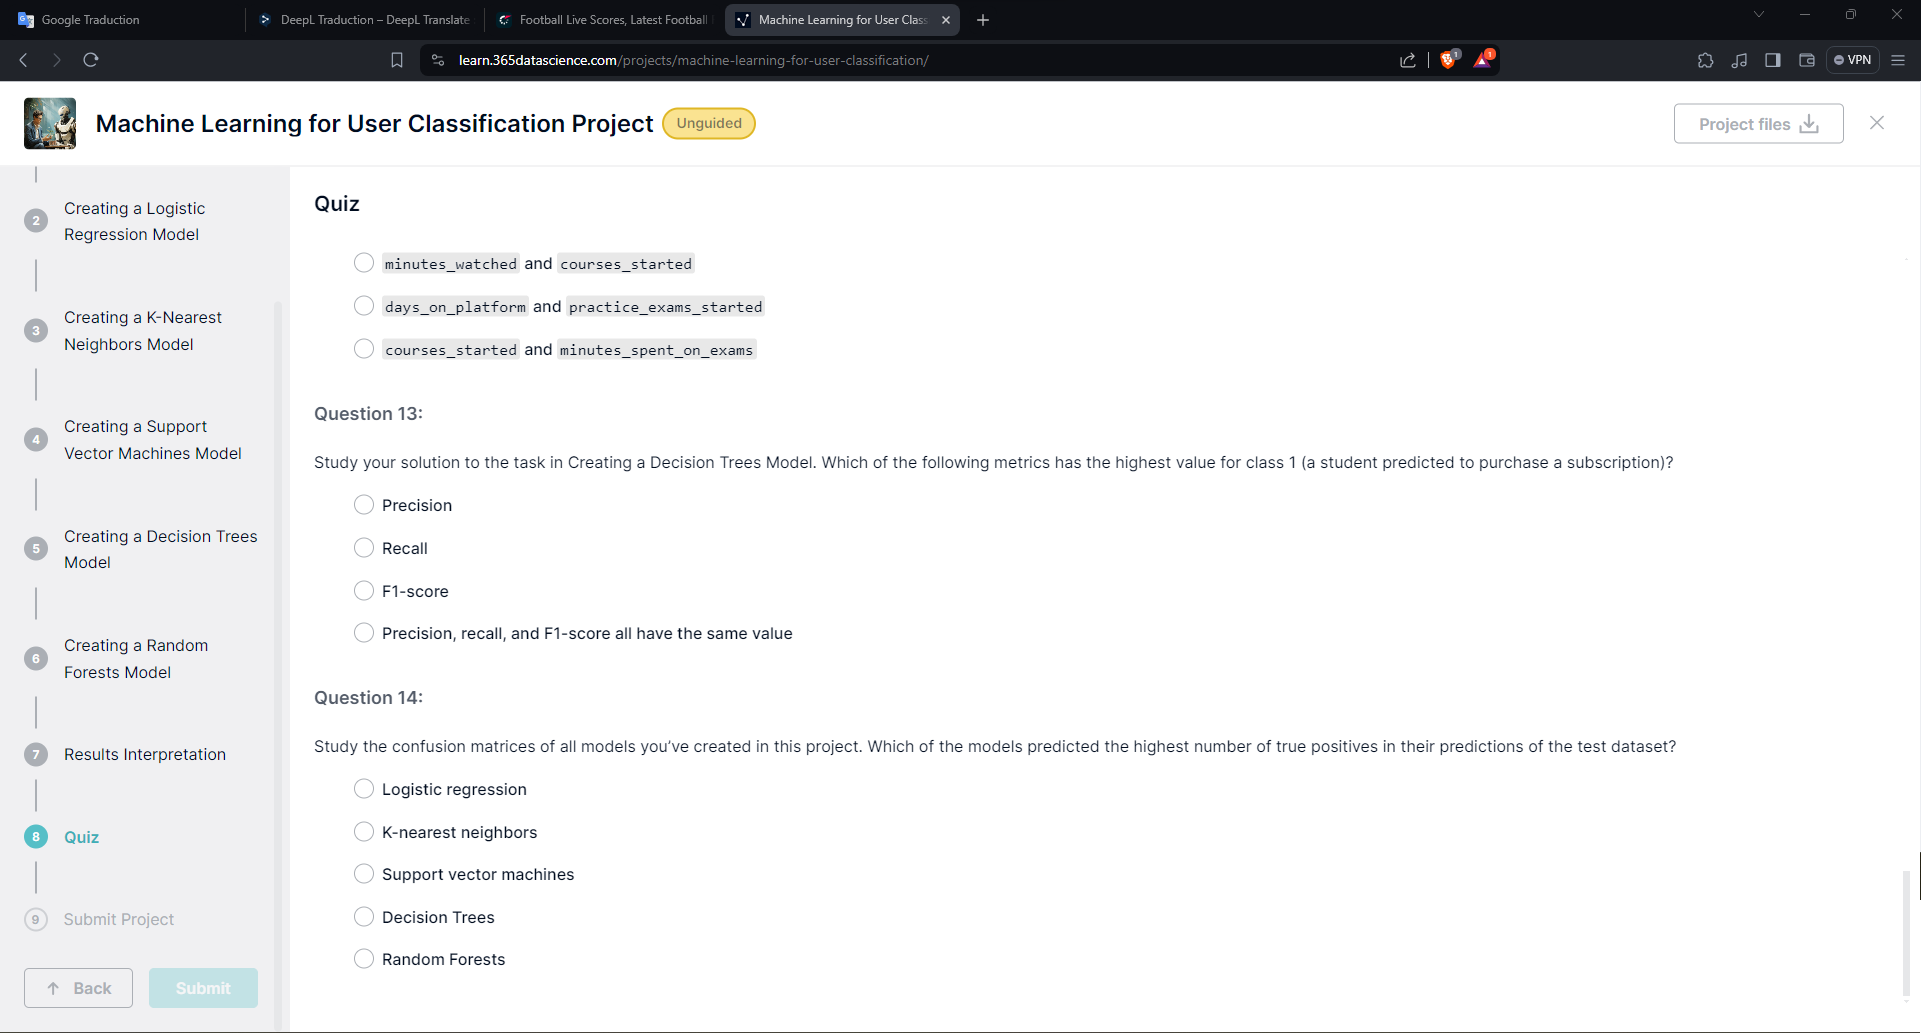 Google Traduction
DeepL Traduction – DeepL Translate
Football Live Scores, Latest Football
Machine Learning for User Class
learn.365datascience.com/projects/machine-learning-for-user-classification/
1
1
VPN
Machine Learning for User Classification Project
Unguided
Project files
2
Creating a Logistic
Regression Model
3
Creating a K-Nearest
Neighbors Model
4
Creating a Support
Vector Machines Model
5
Creating a Decision Trees
Model
6
Creating a Random
Forests Model
7
Results Interpretation
8
Quiz
9
Submit Project
Back
Submit
Quiz
minutes_watched and courses_started
days_on_platform and practice_exams_started
courses_started and minutes_spent_on_exams
Question 13:
Study your solution to the task in Creating a Decision Trees Model. Which of the following metrics has the highest value for class 1 (a student predicted to purchase a subscription)?
Precision
Recall
F1-score
Precision, recall, and F1-score all have the same value
Question 14:
Study the confusion matrices of all models you’ve created in this project. Which of the models predicted the highest number of true positives in their predictions of the test dataset?
Logistic regression
K-nearest neighbors
Support vector machines
Decision Trees
Random Forests